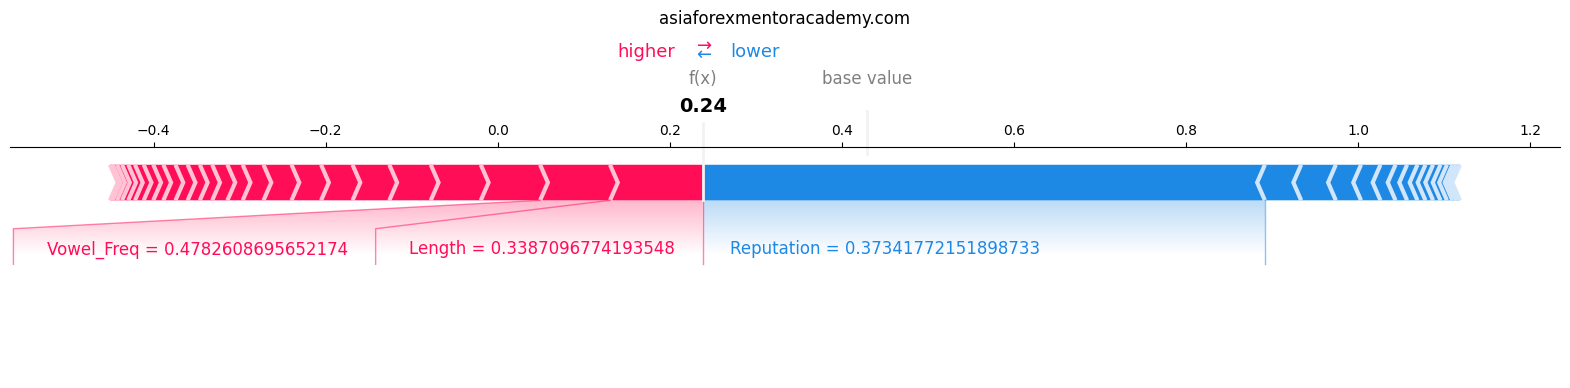 asiaforexmentoracademy.com
higher → ← lower
f(x) base value
0.24
−0.4 −0.2 0.0 0.2 0.4 0.6 0.8 1.0 1.2
Vowel_Freq = 0.4782608695652174 Length = 0.3387096774193548 Reputation = 0.37341772151898733